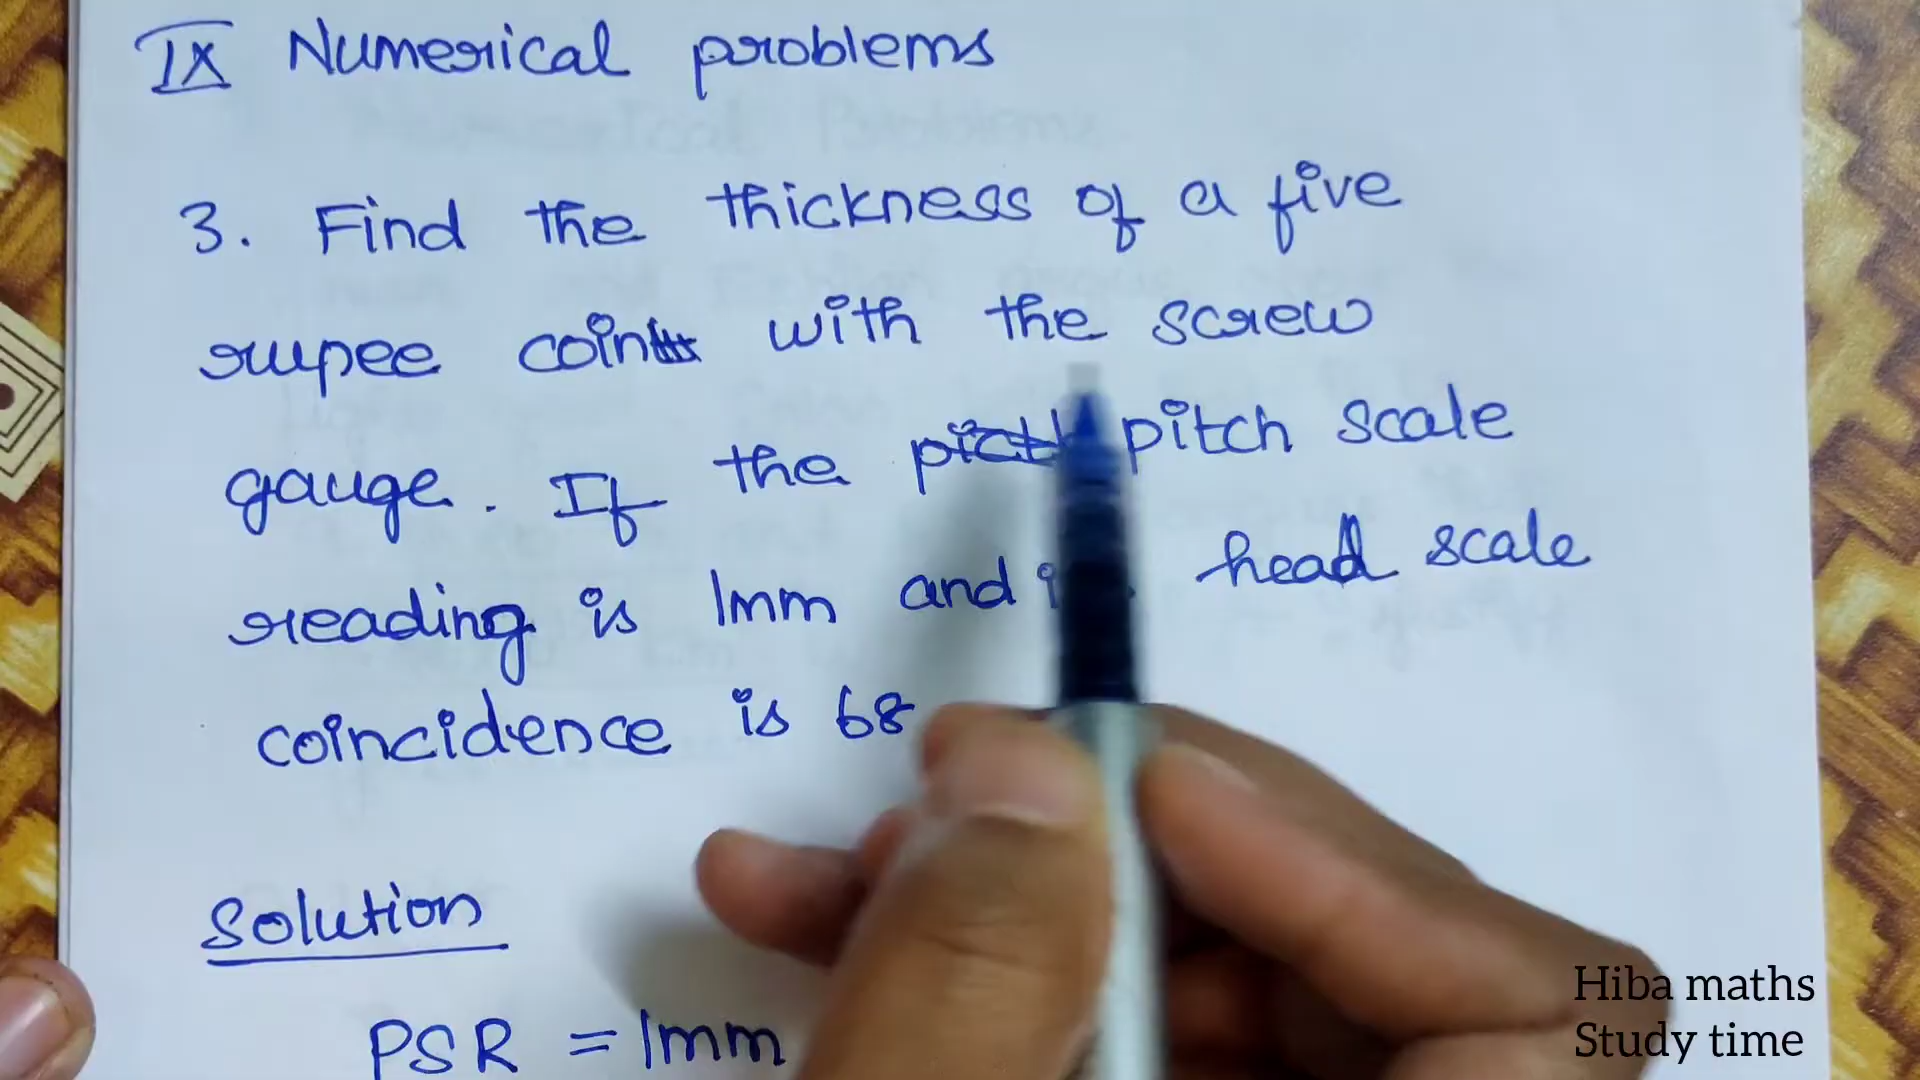 IX Numerical problems
3. Find the thickness of a five
rupee coin with the screw
gauge. If the pitch scale
reading is 1mm and head scale
coincidence is 68
Solution
PSR = 1mm
Hiba maths
Study time